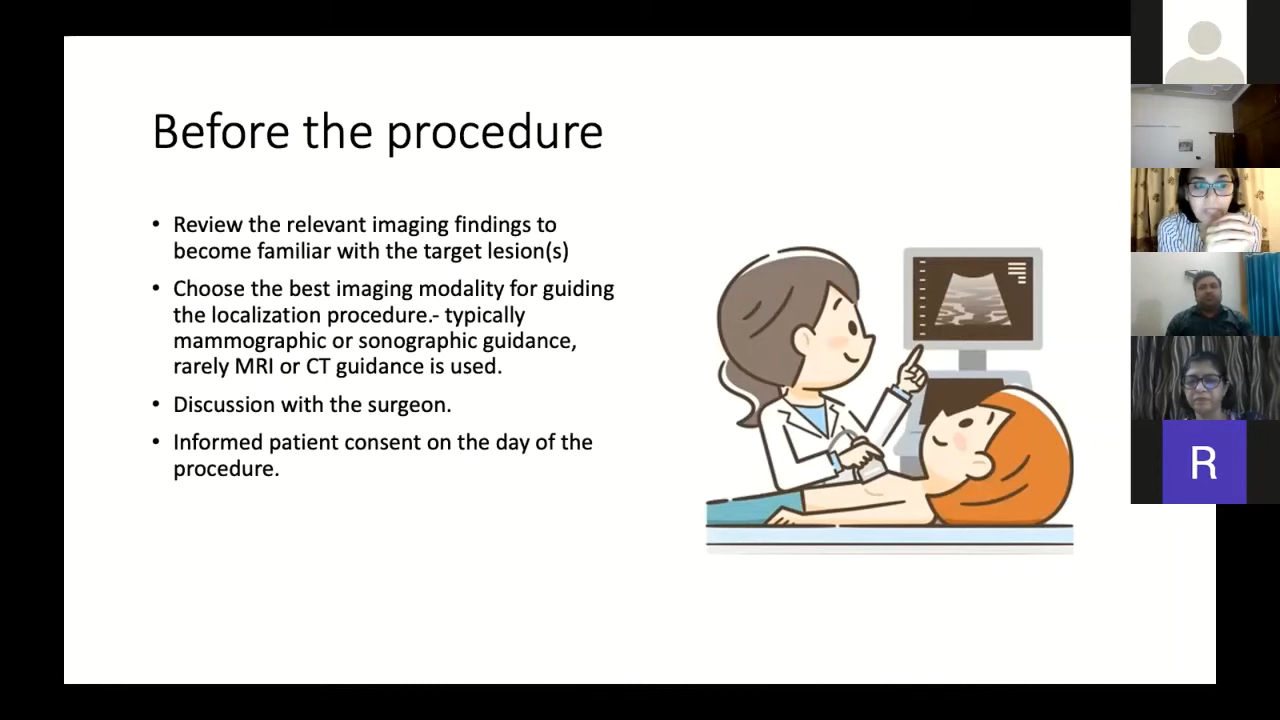 Before the procedure
• Review the relevant imaging findings to
become familiar with the target lesion(s)
• Choose the best imaging modality for guiding
the localization procedure.- typically
mammographic or sonographic guidance,
rarely MRI or CT guidance is used.
• Discussion with the surgeon.
• Informed patient consent on the day of the
procedure.
R